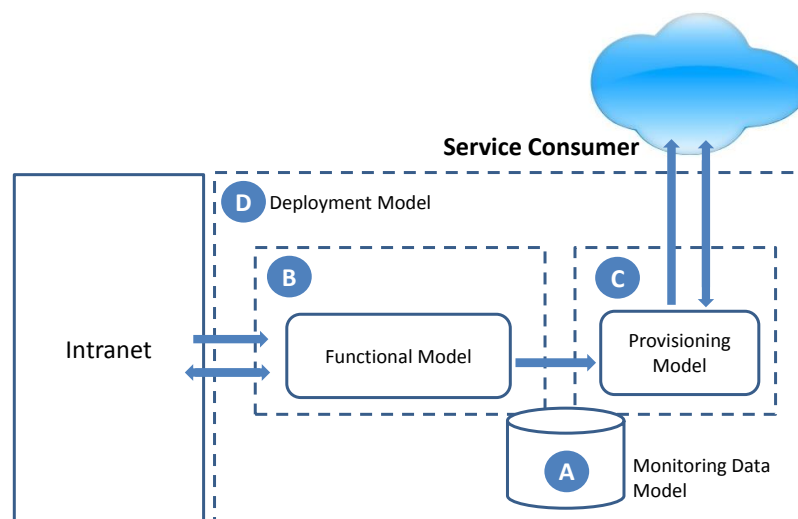 Service Consumer
D Deployment Model
B
C
Intranet
Functional Model
Provisioning
Model
A
Monitoring Data
Model